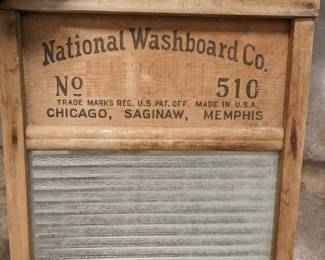 National Washboard Co.
No 510
TRADE MARKS REG. U.S. PAT. OFF. MADE IN U.S.A.
CHICAGO, SAGINAW, MEMPHIS